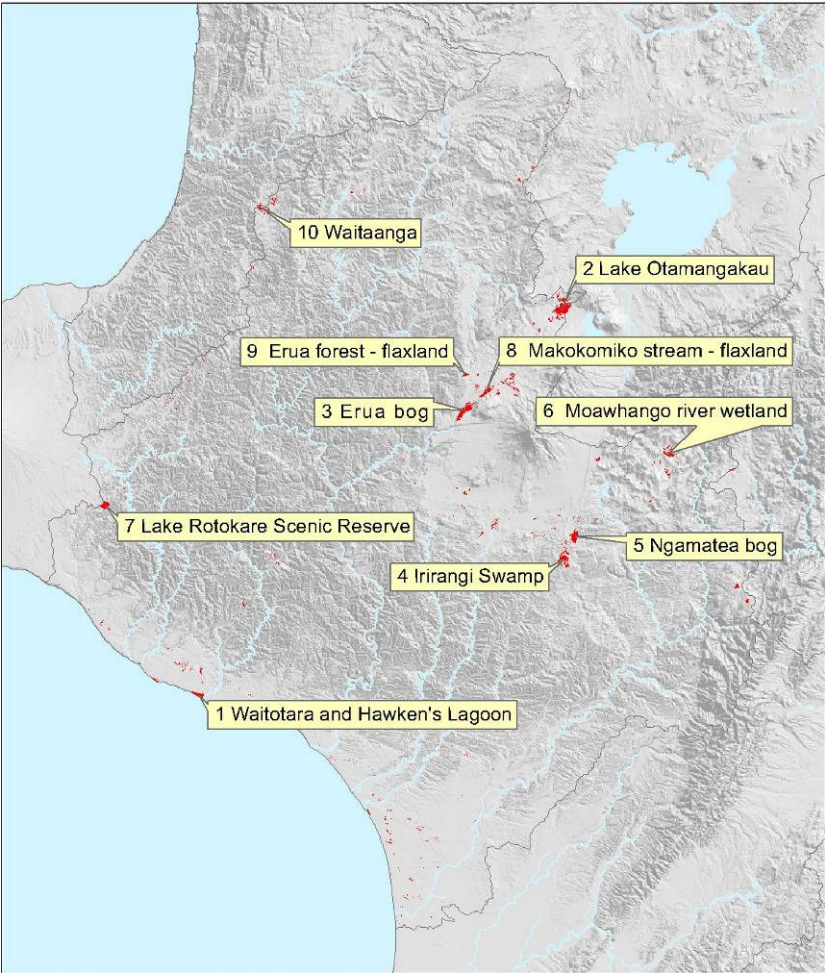 10 Waitaanga
2 Lake Otamangakau
9 Erua forest - flaxland
8 Makokomiko stream - flaxland
3 Erua bog
6 Moawhango river wetland
7 Lake Rotokare Scenic Reserve
5 Ngamatea bog
4 Irirangi Swamp
1 Waitotara and Hawken's Lagoon